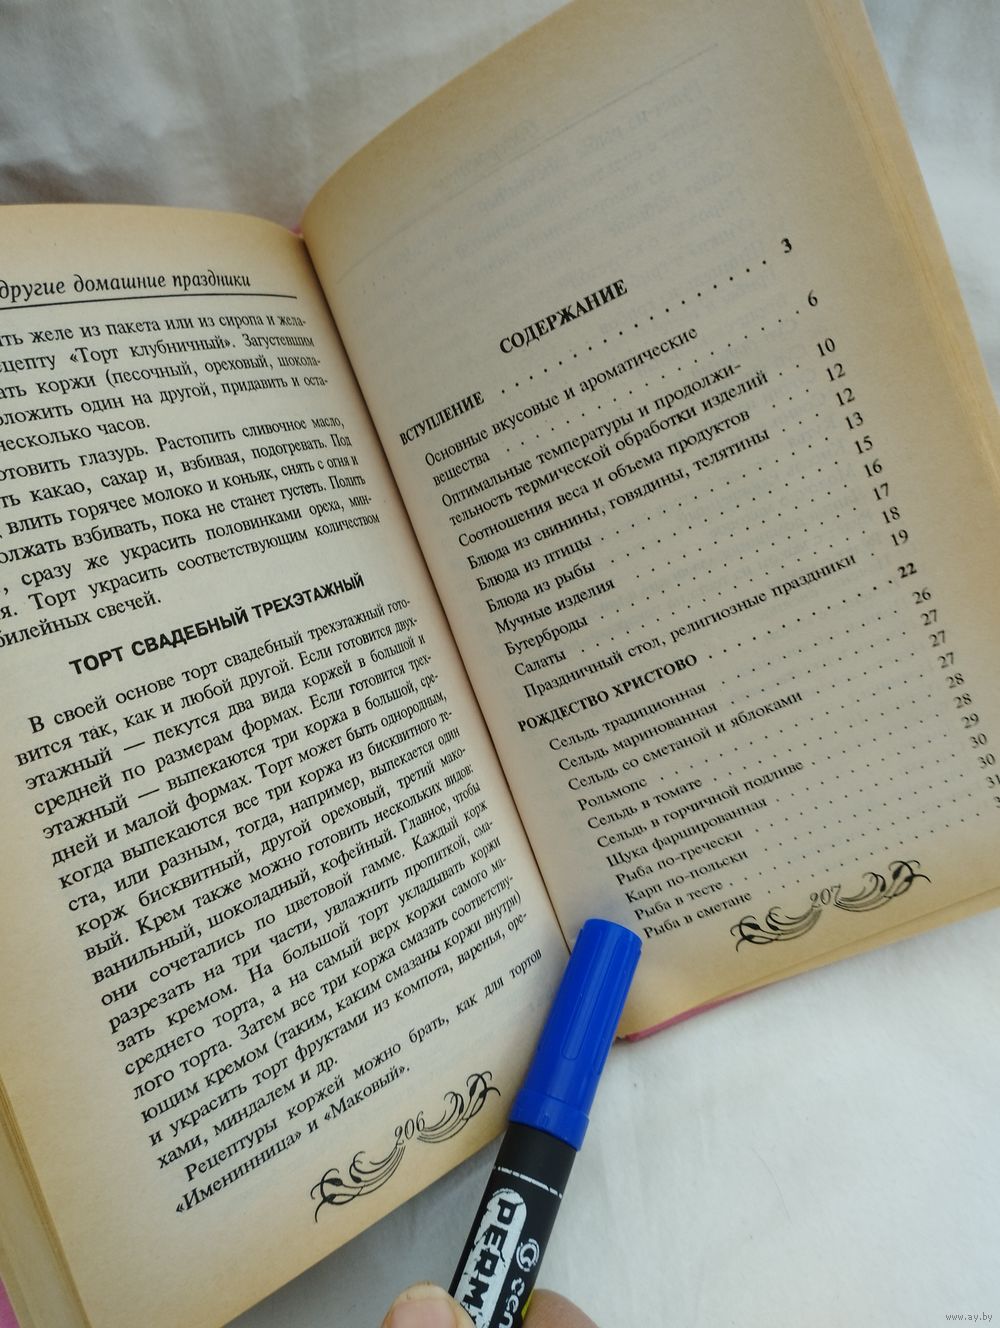 другие домашние праздники
ть желе из пакета или из сиропа и жела-
«Торт клубничный». Загустевшим
ать коржи (песочный, ореховый, шокола-
один на другой, придавить и оста-
несколько часов.
глазурь. Растопить сливочное масло,
ть какао, сахар и, взбивая, подогревать. Под
влить горячее молоко и коньяк, снять с огня и
взбивать, пока не станет густеть. Полить
, сразу же украсить половинками ореха, мин-
я. Торт украсить соответствующим количеством
свечей.
ТОРТ СВАДЕБНЫЙ ТРЕХЭТАЖНЫЙ
В своей основе торт свадебный трехэтажный гото-
вится так, как и любой другой. Если готовится двух-
этажный — пекутся два вида коржей в большой и
средней по размерам формах. Если готовится трех-
этажный — выпекаются три коржа в большой, сре-
дней и малой формах. Торт может быть однородным,
когда выпекаются все три коржа из бисквитного те-
ста, или разным, тогда, например, выпекается один
корж бисквитный, другой ореховый, третий мако-
вый. Крем также можно готовить нескольких видов:
ванильный, шоколадный, кофейный. Главное, чтобы
они сочетались по цветовой гамме. Каждый корж
разрезать на три части, увлажнить пропиткой, сма-
зать кремом. На большой торт укладывать коржи
среднего торта, а на самый верх коржи самого ма-
лого торта. Затем все три коржа смазать соответству-
ющим кремом (таким, каким смазаны коржи внутри)
и украсить торт фруктами из компота, варенья, оре-
хами, миндалем и др.
Рецептуры коржей можно брать, как для тортов
«Именинница» и «Маковый».
206
СОДЕРЖАНИЕ
ВСТУПЛЕНИЕ . . . . . . . . . . . . . . . . 3
Основные вкусовые и ароматические
вещества . . . . . . . . . . . . . . . . 6
Оптимальные температуры и продолжи-
тельность термической обработки изделий . . 10
Соотношения веса и объема продуктов . . . . 12
Блюда из свинины, говядины, телятины . . . . 12
Блюда из птицы . . . . . . . . . . . . . . 13
Блюда из рыбы . . . . . . . . . . . . . . 15
Мучные изделия . . . . . . . . . . . . . . 16
Бутерброды . . . . . . . . . . . . . . . . 17
Салаты . . . . . . . . . . . . . . . . . . 18
Праздничный стол, религиозные праздники . . 19
РОЖДЕСТВО ХРИСТОВО . . . . . . . . . . . 22
Сельдь традиционная . . . . . . . . . . . 26
Сельдь маринованная . . . . . . . . . . . 27
Сельдь со сметаной и яблоками . . . . . . . 27
Рольмопс . . . . . . . . . . . . . . . . . 27
Сельдь в томате . . . . . . . . . . . . . . 28
Сельдь в горчичной подливе . . . . . . . . 28
Щука фаршированная . . . . . . . . . . . 29
Рыба по-гречески . . . . . . . . . . . . . 30
Карп по-польски . . . . . . . . . . . . . . 30
Рыба в тесте . . . . . . . . . . . . . . . 31
Рыба в сметане . . . . . . . . . . . . . .
207
PERM
cen
www.ay.by